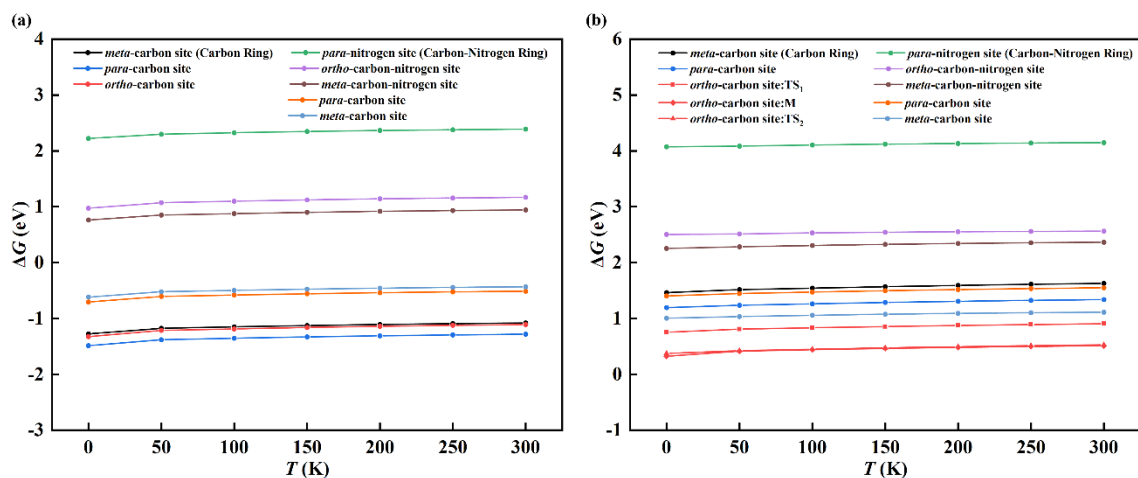 (a)
4
3
2
1
0
-1
-2
-3
ΔG (eV)
meta-carbon site (Carbon Ring)
para-carbon site
ortho-carbon site
para-nitrogen site (Carbon-Nitrogen Ring)
ortho-carbon-nitrogen site
meta-carbon-nitrogen site
para-carbon site
meta-carbon site
0 50 100 150 200 250 300
T (K)
(b)
6
5
4
3
2
1
0
-1
ΔG (eV)
meta-carbon site (Carbon Ring)
para-carbon site
ortho-carbon site:TS₁
ortho-carbon site:M
ortho-carbon site:TS₂
para-nitrogen site (Carbon-Nitrogen Ring)
ortho-carbon-nitrogen site
meta-carbon-nitrogen site
para-carbon site
meta-carbon site
0 50 100 150 200 250 300
T (K)